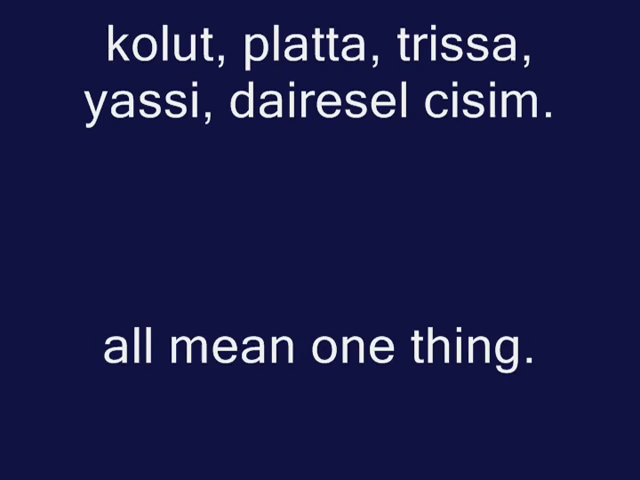 kolut, platta, trissa,
yassi, dairesel cisim.
all mean one thing.